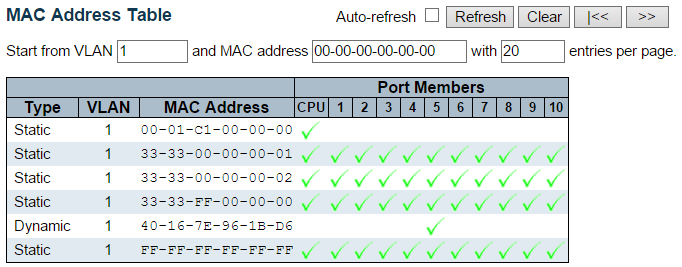 MAC Address Table Auto-refresh Refresh Clear |<< >>
Start from VLAN 1 and MAC address 00-00-00-00-00-00 with 20 entries per page.
Port Members
Type VLAN MAC Address CPU 1 2 3 4 5 6 7 8 9 10
Static 1 00-01-C1-00-00-00
Static 1 33-33-00-00-00-01
Static 1 33-33-00-00-00-02
Static 1 33-33-FF-00-00-00
Dynamic 1 40-16-7E-96-1B-D6
Static 1 FF-FF-FF-FF-FF-FF